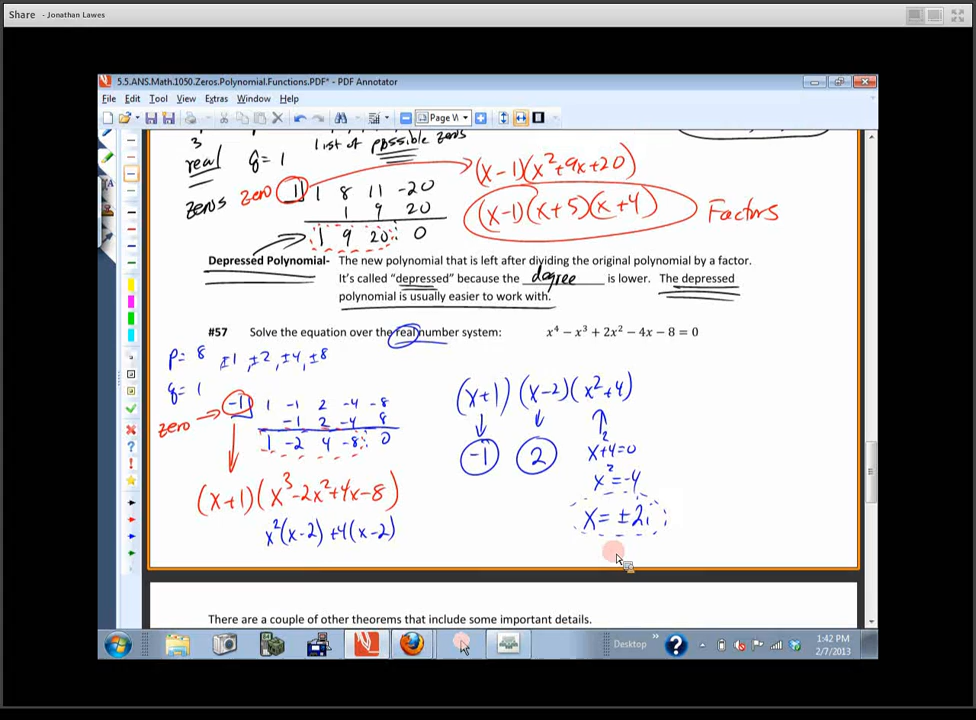 Share - Jonathan Lawes
5.5.ANS.Math.1050.Zeros.Polynomial.Functions.PDF* - PDF Annotator
File Edit Tool View Extras Window Help
Page W
3
real q = 1 list of possible zeros
zeros zero 1| 1 8 11 -20
1 9 20
1 9 20 0
(x-1)(x²+9x+20)
(x-1)(x+5)(x+4) Factors
Depressed Polynomial- The new polynomial that is left after dividing the original polynomial by a factor.
It's called "depressed" because the degree is lower. The depressed
polynomial is usually easier to work with.
#57 Solve the equation over the real number system: x⁴ − x³ + 2x² − 4x − 8 = 0
p= 8 ±1, ±2, ±4, ±8
q= 1
zero -1| 1 -1 2 -4 -8
-1 2 -4 8
1 -2 4 -8 0
(x+1)(x³-2x²+4x-8)
x²(x-2)+4(x-2)
(x+1)(x-2)(x²+4)
-1 2 x²+4=0
x²=-4
x= ±2i
There are a couple of other theorems that include some important details.
Desktop » 1:42 PM
2/7/2013